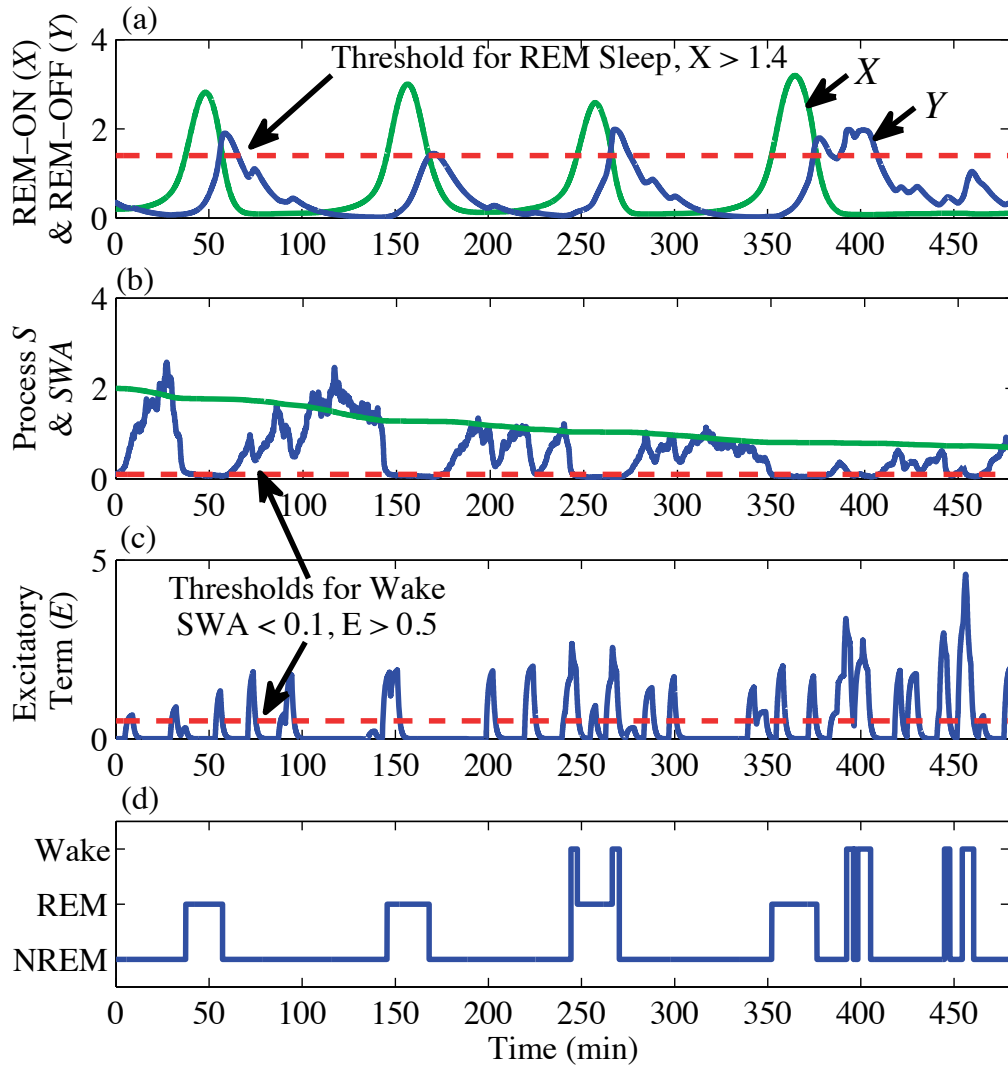 (a)
REM-ON (X)
& REM-OFF (Y)
4
2
0
Threshold for REM Sleep, X > 1.4
X
Y
0 50 100 150 200 250 300 350 400 450
(b)
Process S
& SWA
4
2
0
0 50 100 150 200 250 300 350 400 450
(c)
Excitatory
Term (E)
5
0
Thresholds for Wake
SWA < 0.1, E > 0.5
0 50 100 150 200 250 300 350 400 450
(d)
Wake
REM
NREM
0 50 100 150 200 250 300 350 400 450
Time (min)